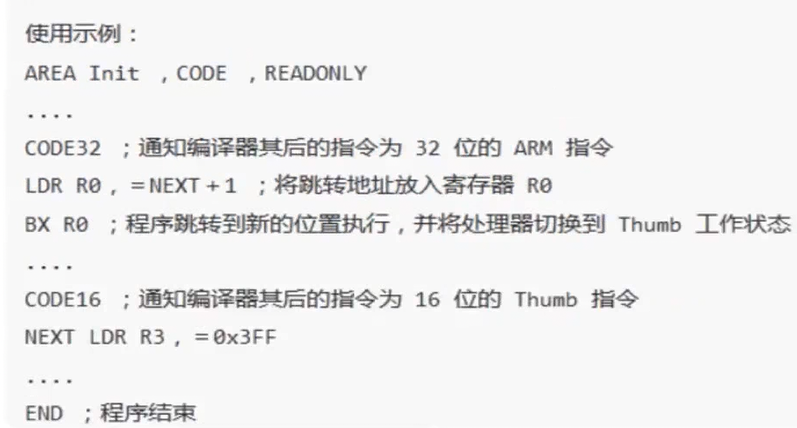 使用示例：
AREA Init ，CODE ，READONLY
....
CODE32 ；通知编译器其后的指令为 32 位的 ARM 指令
LDR R0，＝NEXT＋1 ；将跳转地址放入寄存器 R0
BX R0 ；程序跳转到新的位置执行，并将处理器切换到 Thumb 工作状态
....
CODE16 ；通知编译器其后的指令为 16 位的 Thumb 指令
NEXT LDR R3，＝0x3FF
....
END ；程序结束